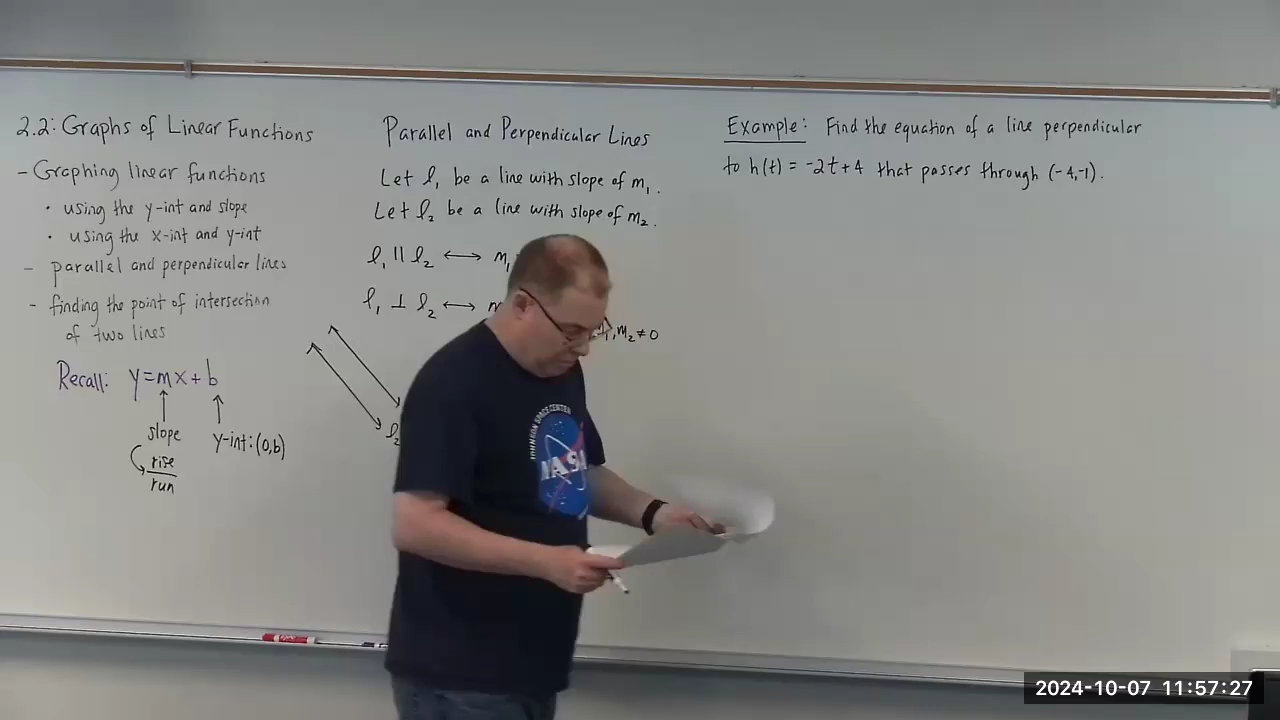 2.2: Graphs of Linear Functions
- Graphing linear functions
• using the y-int and slope
• using the x-int and y-int
- parallel and perpendicular lines
- finding the point of intersection
of two lines
Recall: y=mx+b
slope
y-int: (0,b)
rise
run
Parallel and Perpendicular Lines
Let ℓ₁ be a line with slope of m₁.
Let ℓ₂ be a line with slope of m₂.
ℓ₁ || ℓ₂ ⟷ m₁
ℓ₁ ⊥ ℓ₂ ⟷
m₁, m₂ ≠ 0
ℓ₂
Example: Find the equation of a line perpendicular
to h(t) = -2t+4 that passes through (-4,-1).
JOHNSON SPACE CENTER
NASA
2024-10-07 11:57:27